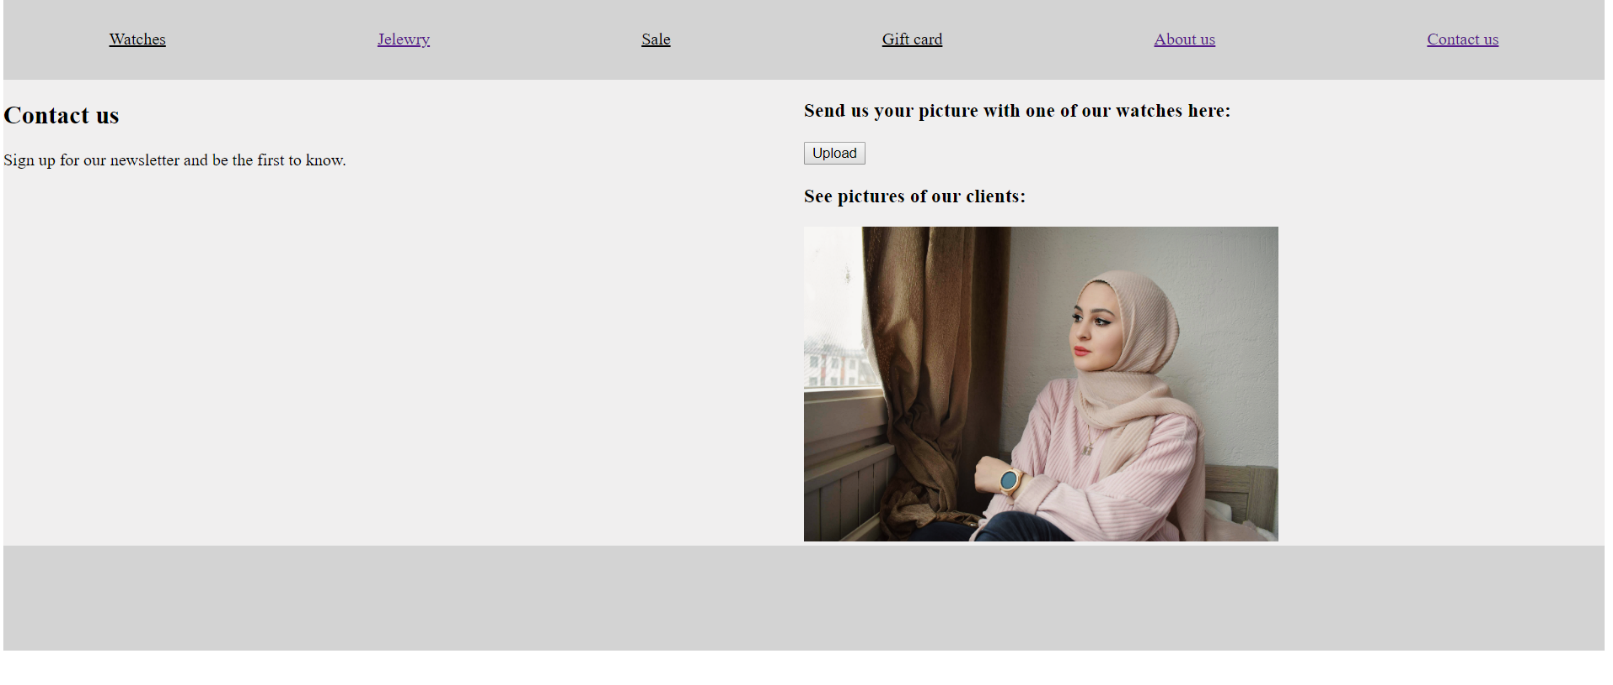 Watches Jelewry Sale Gift card About us Contact us
Contact us
Sign up for our newsletter and be the first to know.
Send us your picture with one of our watches here:
Upload
See pictures of our clients: